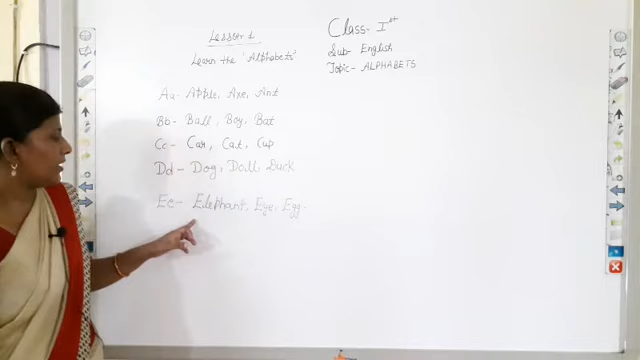 Lesson-1
Learn the 'Alphabets'
Class- Ist
Sub- English
Topic- ALPHABETS
Aa- Apple, Axe, Ant
Bb- Ball, Boy, Bat
Cc- Car, Cat, Cup
Dd- Dog, Doll, Duck
Ee- Elephant, Eye, Egg-